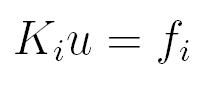 $K_i u = f_i$